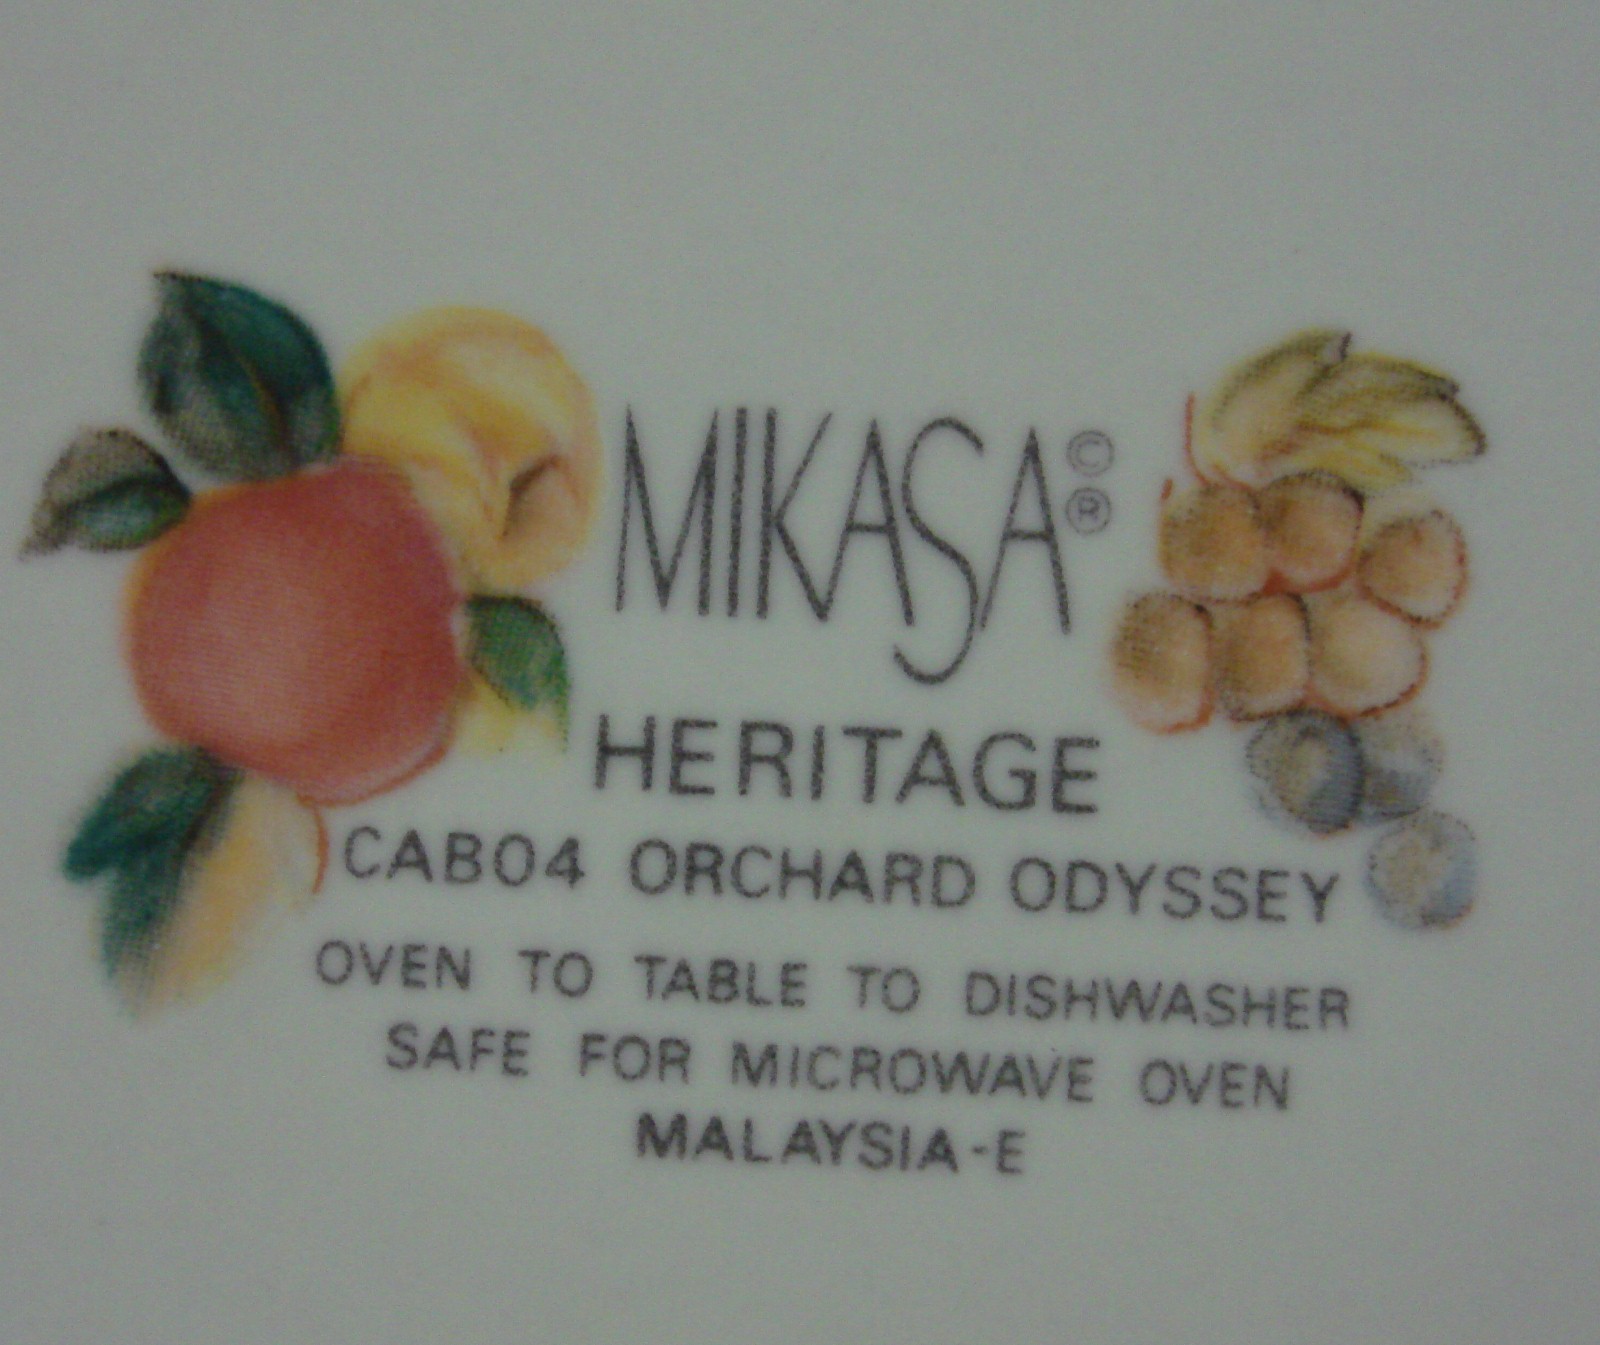 MIKASA © ®
HERITAGE
CAB04 ORCHARD ODYSSEY
OVEN TO TABLE TO DISHWASHER
SAFE FOR MICROWAVE OVEN
MALAYSIA-E